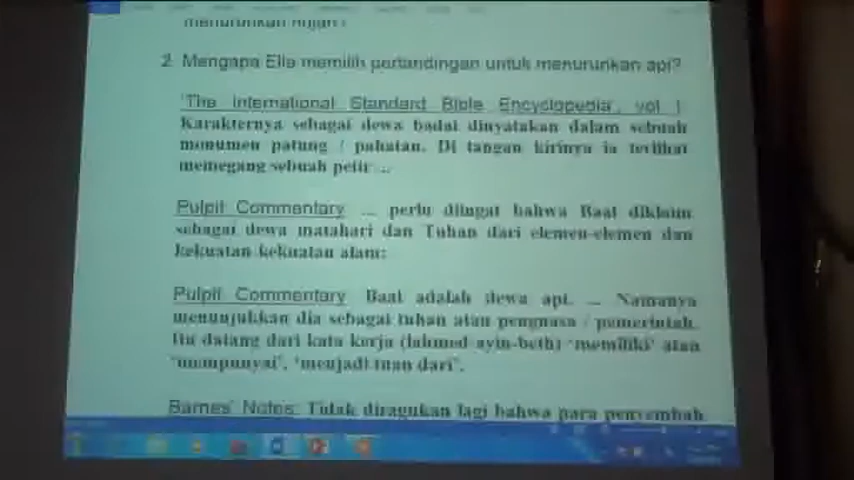 menurunkan hujan?
2. Mengapa Elia memilih pertandingan untuk menurunkan api?
'The International Standard Bible Encyclopedia', vol I
Karakternya sebagai dewa badai dinyatakan dalam sebuah
monumen patung / pahatan. Di tangan kirinya ia terlihat
memegang sebuah petir ...
Pulpit Commentary ... perlu diingat bahwa Baal diklaim
sebagai dewa matahari dan Tuhan dari elemen-elemen dan
kekuatan-kekuatan alam:
Pulpit Commentary Baal adalah dewa api. ... Namanya
menunjukkan dia sebagai tuhan atau penguasa / pemerintah.
Itu datang dari kata kerja (lahmed-ayin-beth) 'memiliki' atau
'mempunyai', 'menjadi tuan dari'.
Barnes' Notes: Tidak diragukan lagi bahwa para penyembah